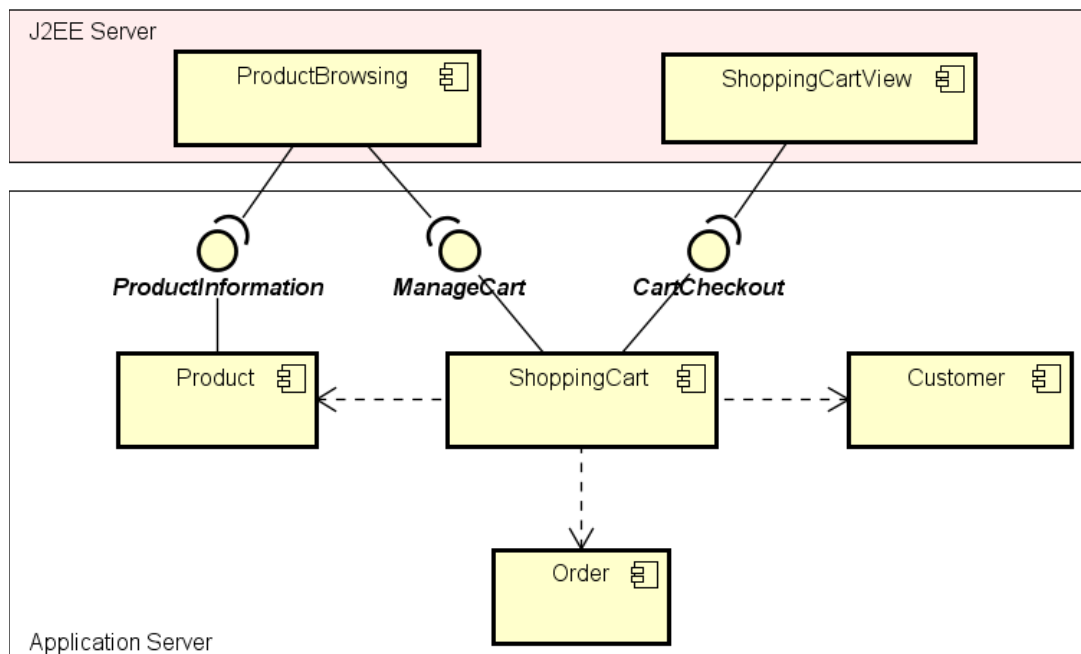 J2EE Server
ProductBrowsing
ShoppingCartView
ProductInformation
ManageCart
CartCheckout
Product
ShoppingCart
Customer
Order
Application Server